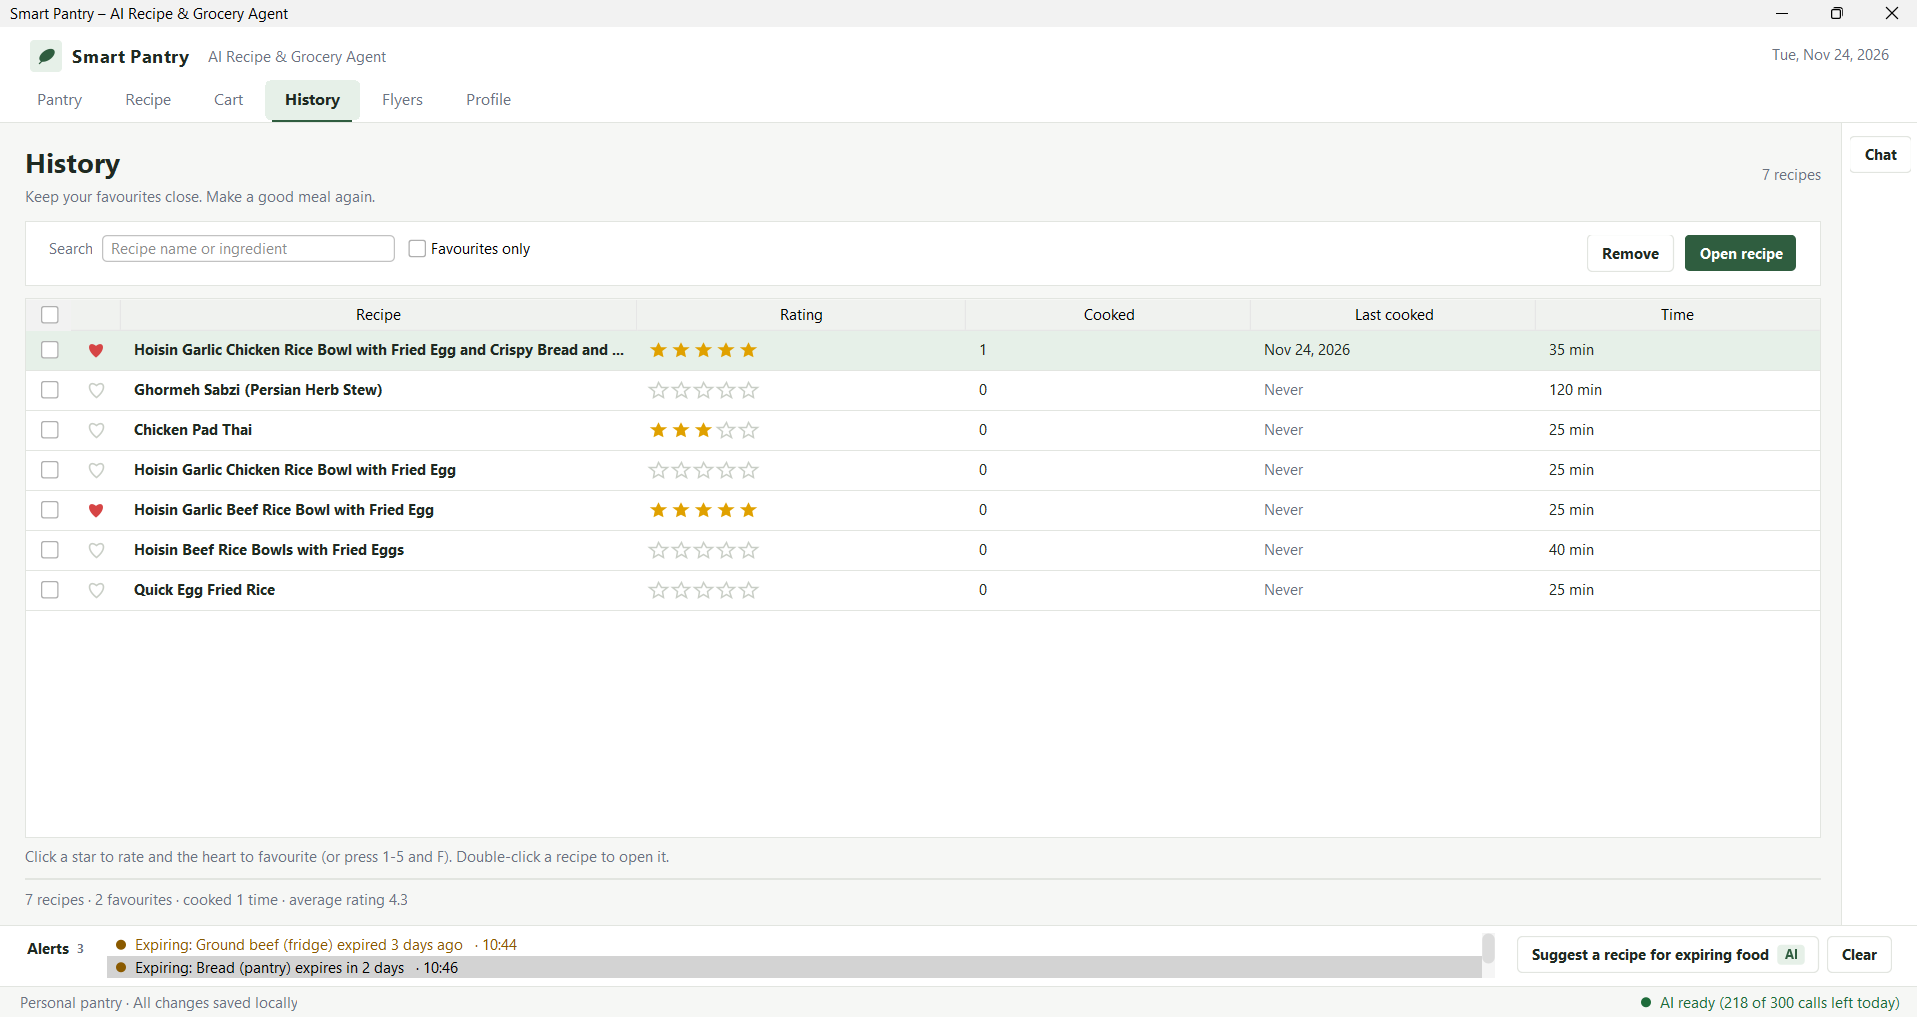 Smart Pantry – AI Recipe & Grocery Agent
Smart Pantry AI Recipe & Grocery Agent
Tue, Nov 24, 2026
Pantry Recipe Cart History Flyers Profile
History
Keep your favourites close. Make a good meal again.
7 recipes
Chat
Search Recipe name or ingredient Favourites only
Remove Open recipe
Recipe Rating Cooked Last cooked Time
Hoisin Garlic Chicken Rice Bowl with Fried Egg and Crispy Bread and ... 1 Nov 24, 2026 35 min
Ghormeh Sabzi (Persian Herb Stew) 0 Never 120 min
Chicken Pad Thai 0 Never 25 min
Hoisin Garlic Chicken Rice Bowl with Fried Egg 0 Never 25 min
Hoisin Garlic Beef Rice Bowl with Fried Egg 0 Never 25 min
Hoisin Beef Rice Bowls with Fried Eggs 0 Never 40 min
Quick Egg Fried Rice 0 Never 25 min
Click a star to rate and the heart to favourite (or press 1-5 and F). Double-click a recipe to open it.
7 recipes · 2 favourites · cooked 1 time · average rating 4.3
Alerts 3
Expiring: Ground beef (fridge) expired 3 days ago · 10:44
Expiring: Bread (pantry) expires in 2 days · 10:46
Suggest a recipe for expiring food AI Clear
Personal pantry · All changes saved locally
AI ready (218 of 300 calls left today)